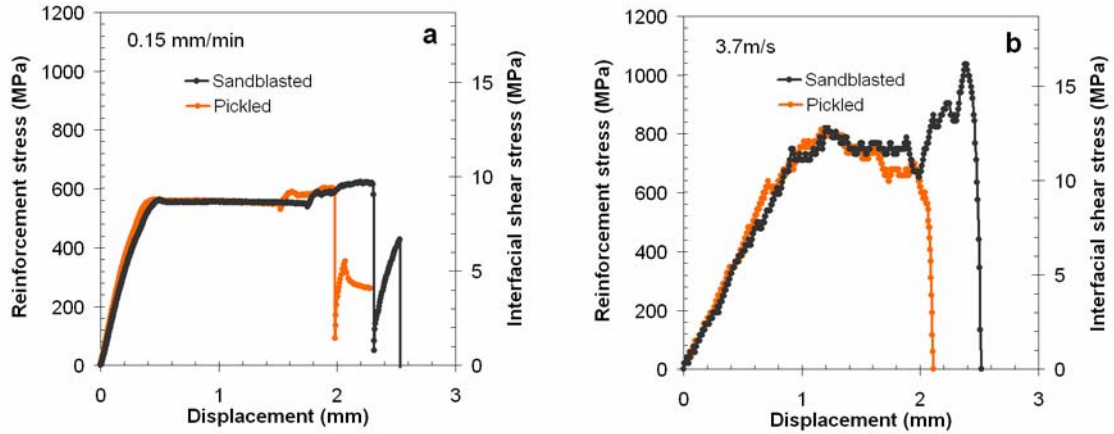 a
0.15 mm/min
Sandblasted
Pickled
Reinforcement stress (MPa)
1200
1000
800
600
400
200
0
0
1
2
3
Displacement (mm)
15
10
5
0
Interfacial shear stress (MPa)
b
3.7m/s
Sandblasted
Pickled
Reinforcement stress (MPa)
1200
1000
800
600
400
200
0
0
1
2
3
Displacement (mm)
15
10
5
0
Interfacial shear stress (MPa)